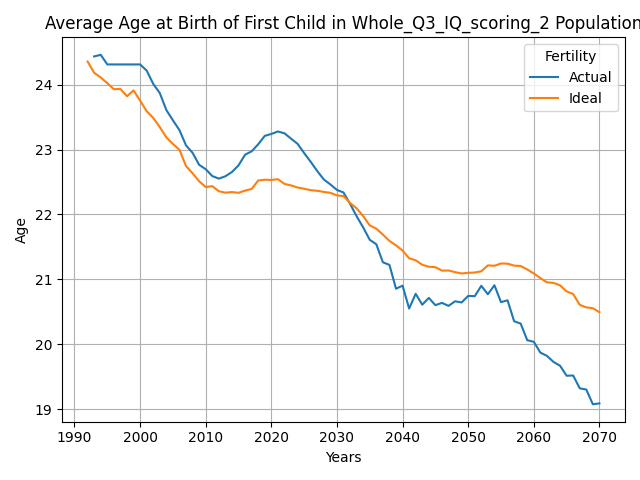 Average Age at Birth of First Child in Whole_Q3_IQ_scoring_2 Population
Fertility
Actual
Ideal
Age
24
23
22
21
20
19
1990 2000 2010 2020 2030 2040 2050 2060 2070
Years